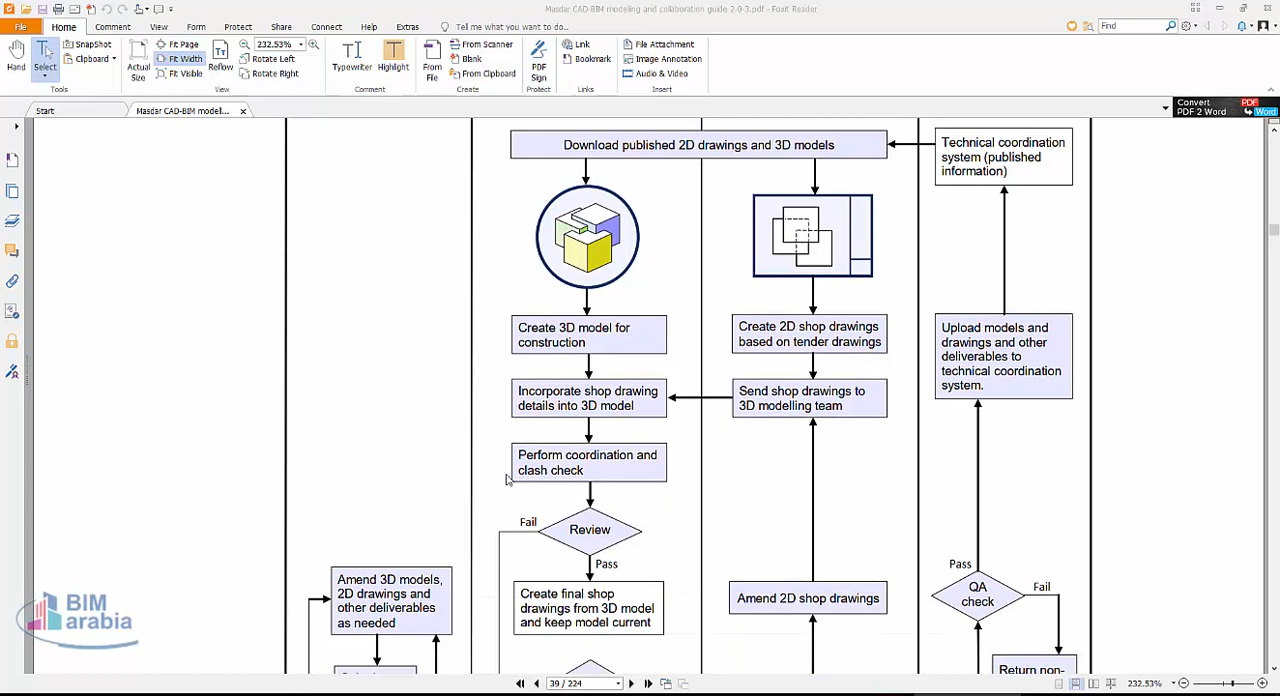 Masdar CAD-BIM modeling and collaboration guide 2-0-3.pdf - Foxit Reader
File
Home
Comment
View
Form
Protect
Share
Connect
Help
Extras
Tell me what you want to do...
Find
Hand
Select
SnapShot
Clipboard
Tools
Actual
Size
Fit Page
Fit Width
Fit Visible
Reflow
232.53%
Rotate Left
Rotate Right
View
Typewriter
Highlight
Comment
From
File
From Scanner
Blank
From Clipboard
Create
PDF
Sign
Protect
Link
Bookmark
Links
File Attachment
Image Annotation
Audio & Video
Insert
Start
Masdar CAD-BIM modell...
Convert
PDF 2 Word
PDF
Word
Download published 2D drawings and 3D models
Technical coordination
system (published
information)
Create 3D model for
construction
Create 2D shop drawings
based on tender drawings
Upload models and
drawings and other
deliverables to
technical coordination
system.
Incorporate shop drawing
details into 3D model
Send shop drawings to
3D modelling team
Perform coordination and
clash check
Fail
Review
Pass
Pass
QA
check
Fail
Amend 3D models,
2D drawings and
other deliverables
as needed
Create final shop
drawings from 3D model
and keep model current
Amend 2D shop drawings
Return non-
BIM
arabia
39 / 224
232.53%